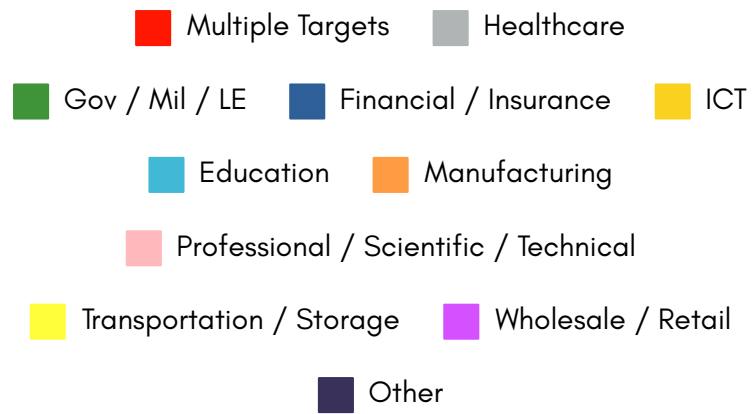 Multiple Targets Healthcare
Gov / Mil / LE Financial / Insurance ICT
Education Manufacturing
Professional / Scientific / Technical
Transportation / Storage Wholesale / Retail
Other